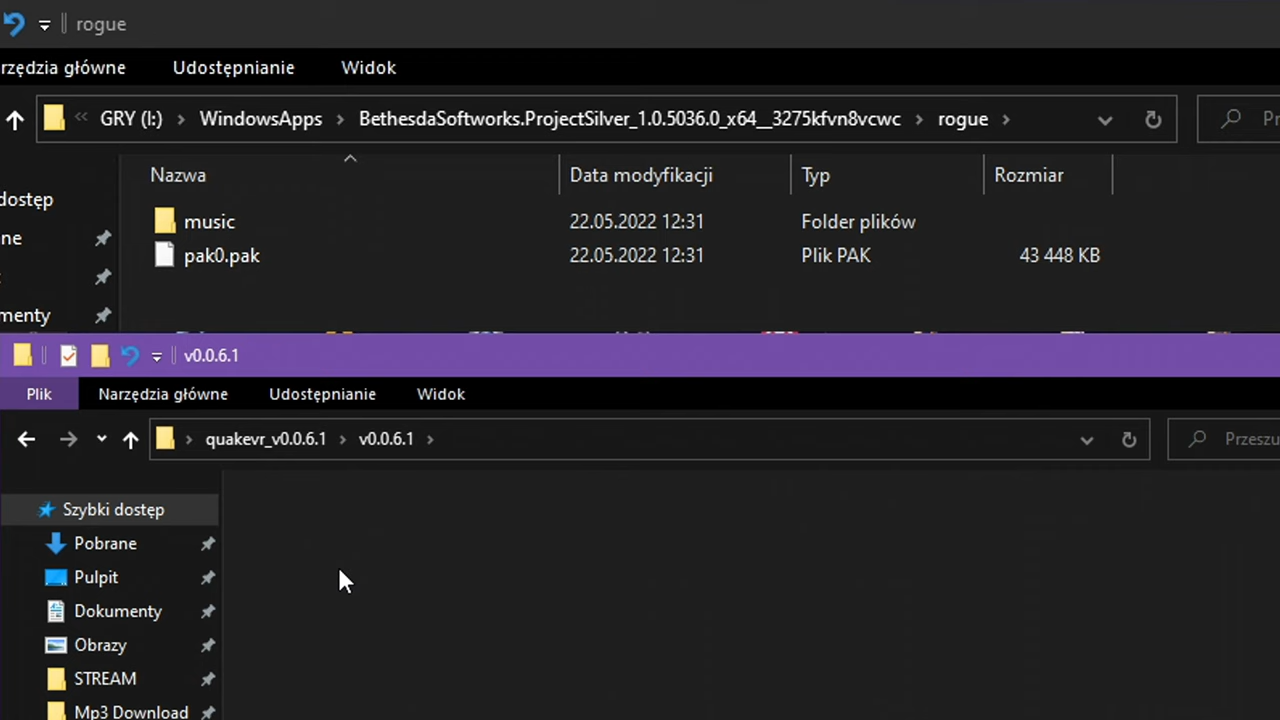 rogue
rzędzia główne Udostępnianie Widok
« GRY (I:) > WindowsApps > BethesdaSoftworks.ProjectSilver_1.0.5036.0_x64__3275kfvn8vcwc > rogue >
Nazwa Data modyfikacji Typ Rozmiar
dostęp
music 22.05.2022 12:31 Folder plików
ne
pak0.pak 22.05.2022 12:31 Plik PAK 43 448 KB
menty
v0.0.6.1
Plik Narzędzia główne Udostępnianie Widok
> quakevr_v0.0.6.1 > v0.0.6.1 > Przeszu
Szybki dostęp
Pobrane
Pulpit
Dokumenty
Obrazy
STREAM
Mp3 Download